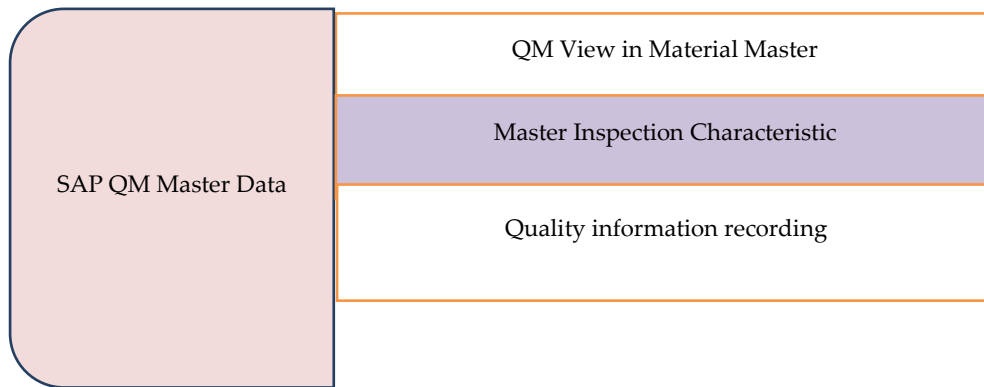 QM View in Material Master
Master Inspection Characteristic
SAP QM Master Data
Quality information recording